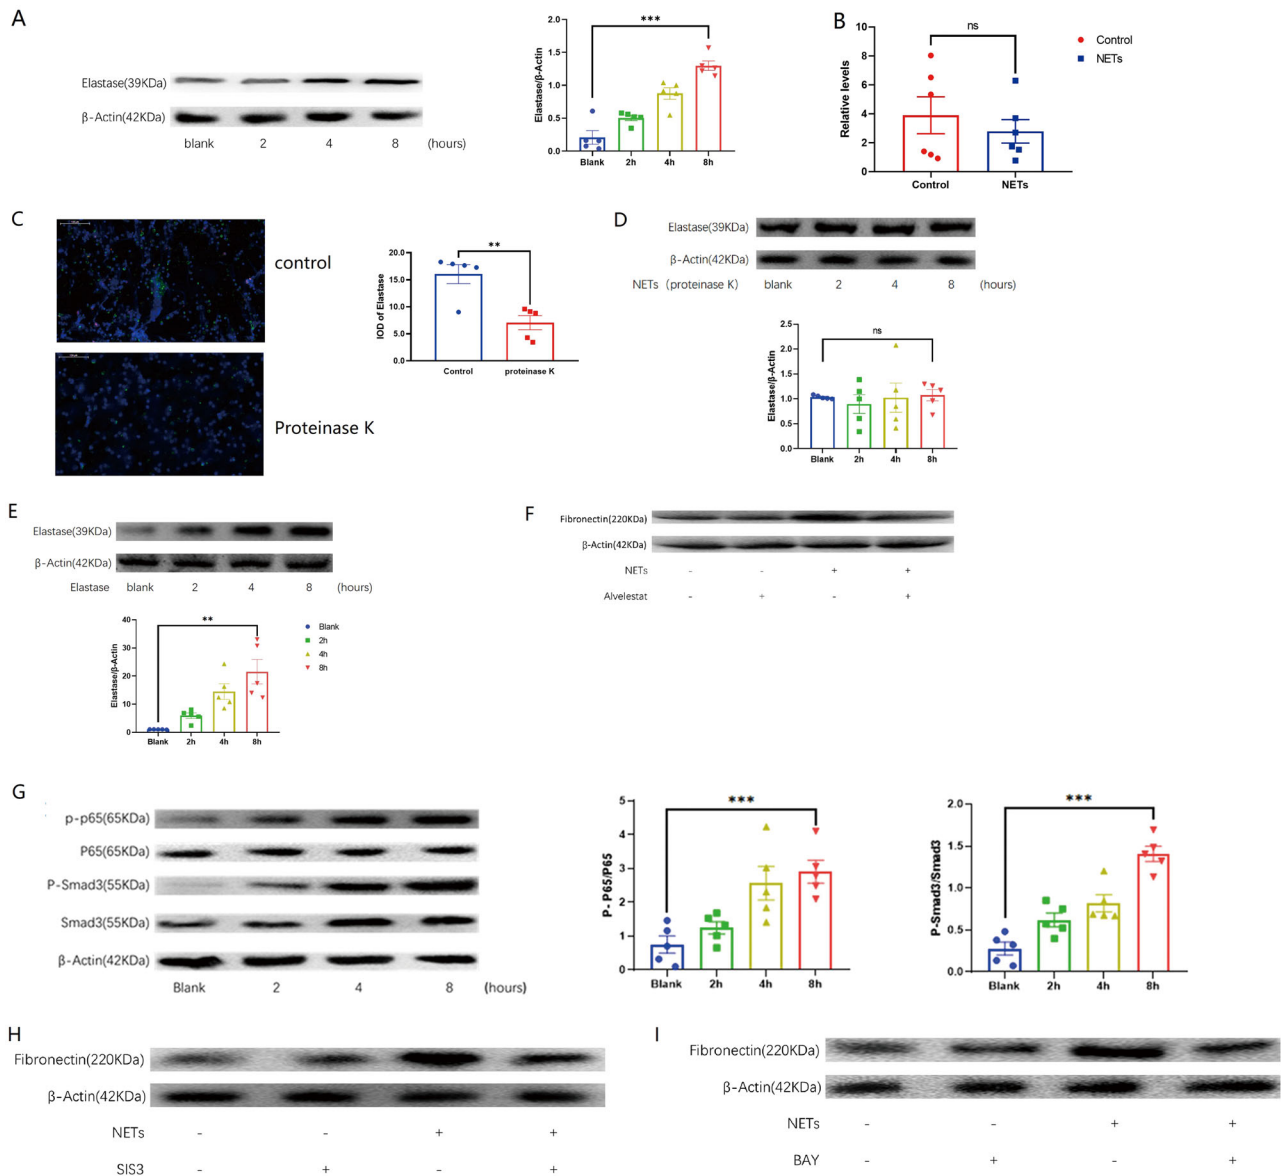 A
Elastase(39KDa)
β-Actin(42KDa)
blank 2 4 8 (hours)
Elastase/β-Actin
2.0
1.5
1.0
0.5
0.0
***
Blank 2h 4h 8h
B
Relative levels
10
8
6
4
2
0
ns
Control NETs
Control
NETs
C
control
Proteinase K
IOD of Elastase
20.0
15.0
10.0
5.0
0.0
**
Control proteinase K
D
Elastase(39KDa)
β-Actin(42KDa)
NETs (proteinase K) blank 2 4 8 (hours)
Elastase/β-Actin
2.5
2.0
1.5
1.0
0.5
0.0
ns
Blank 2h 4h 8h
E
Elastase(39KDa)
β-Actin(42KDa)
Elastase blank 2 4 8 (hours)
Elastase/β-Actin
40
30
20
10
0
**
Blank 2h 4h 8h
Blank
2h
4h
8h
F
Fibronectin(220KDa)
β-Actin(42KDa)
NETs - - + +
Alvelestat - + - +
G
p-p65(65KDa)
P65(65KDa)
P-Smad3(55KDa)
Smad3(55KDa)
β-Actin(42KDa)
Blank 2 4 8 (hours)
P- P65/P65
5
4
3
2
1
0
***
Blank 2h 4h 8h
P-Smad3/Smad3
2.0
1.5
1.0
0.5
0.0
***
Blank 2h 4h 8h
H
Fibronectin(220KDa)
β-Actin(42KDa)
NETs - - + +
SIS3 - + - +
I
Fibronectin(220KDa)
β-Actin(42KDa)
NETs - - + +
BAY - + - +